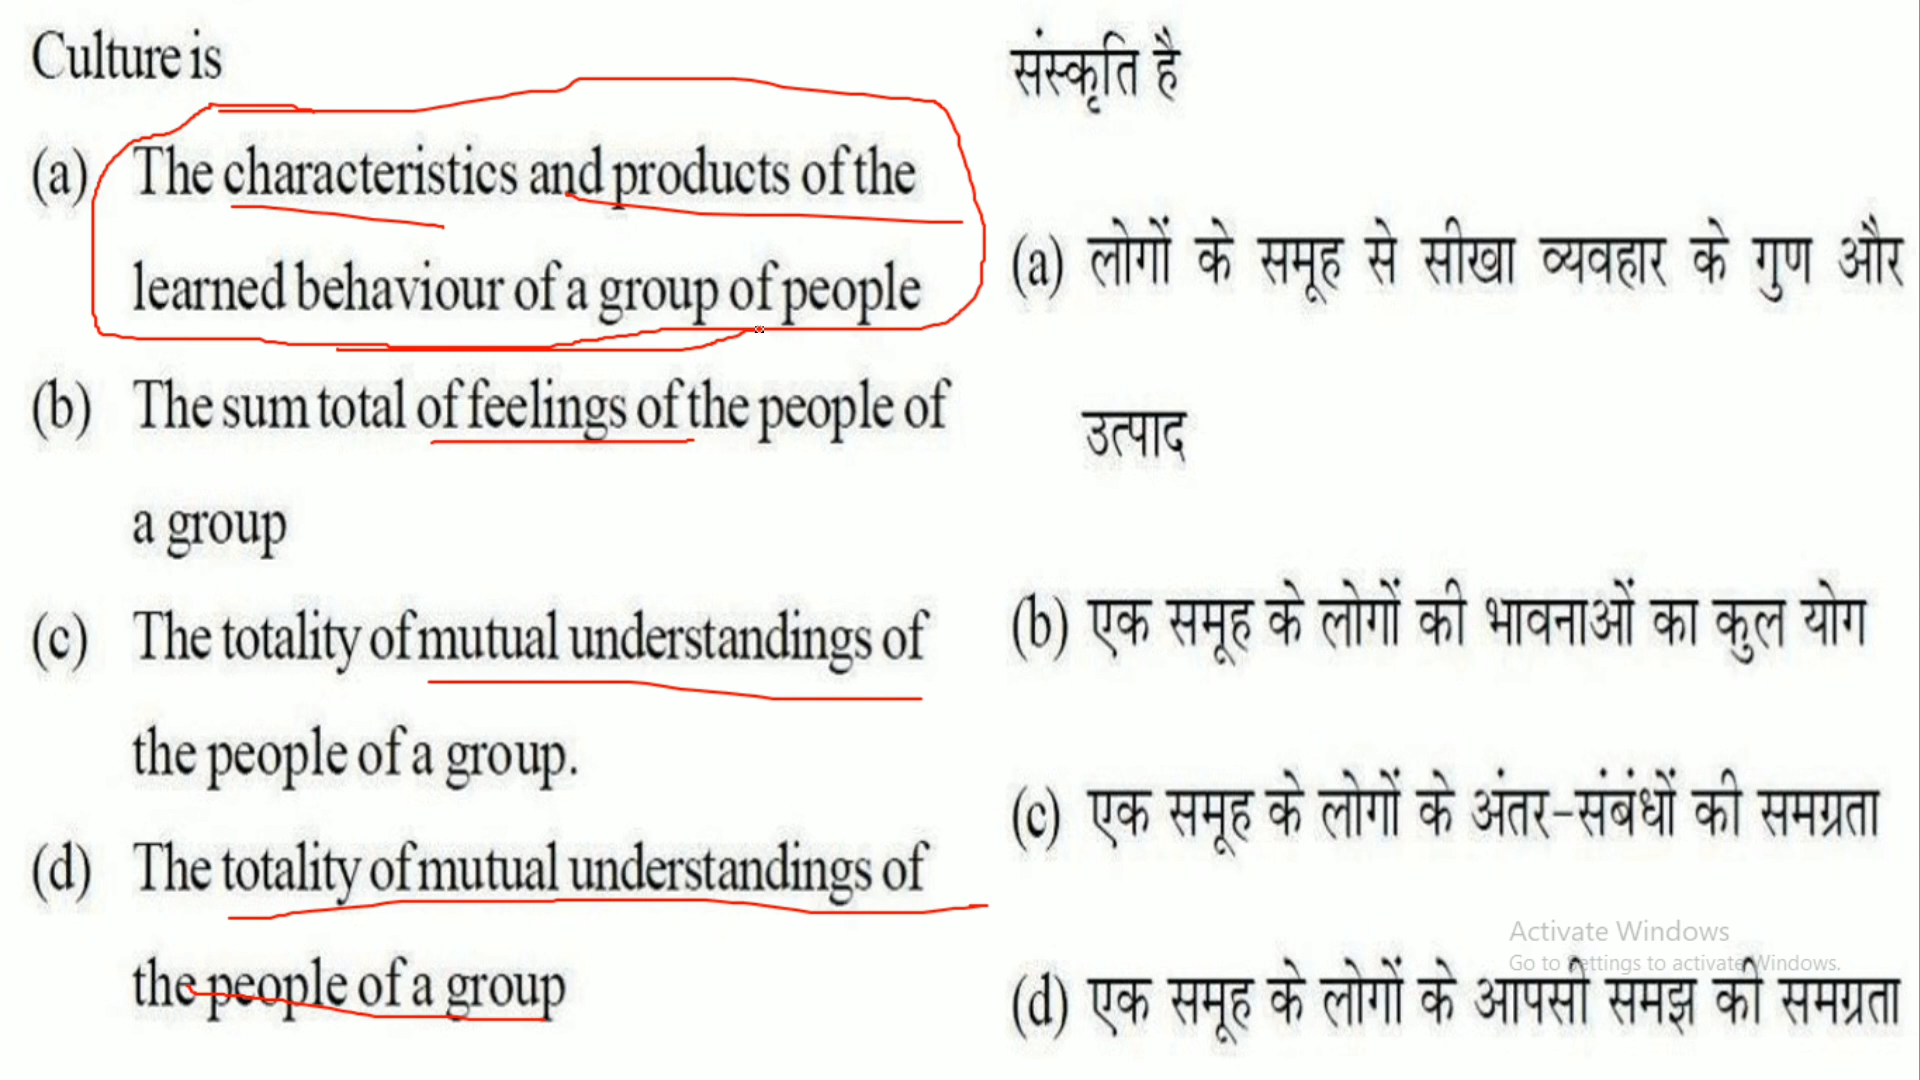 Culture is
(a) The characteristics and products of the
learned behaviour of a group of people
(b) The sum total of feelings of the people of
a group
(c) The totality of mutual understandings of
the people of a group.
(d) The totality of mutual understandings of
the people of a group
संस्कृति है
(a) लोगों के समूह से सीखा व्यवहार के गुण और
उत्पाद
(b) एक समूह के लोगों की भावनाओं का कुल योग
(c) एक समूह के लोगों के अंतर-संबंधों की समग्रता
(d) एक समूह के लोगों के आपसी समझ की समग्रता
Activate Windows
Go to Settings to activate Windows.